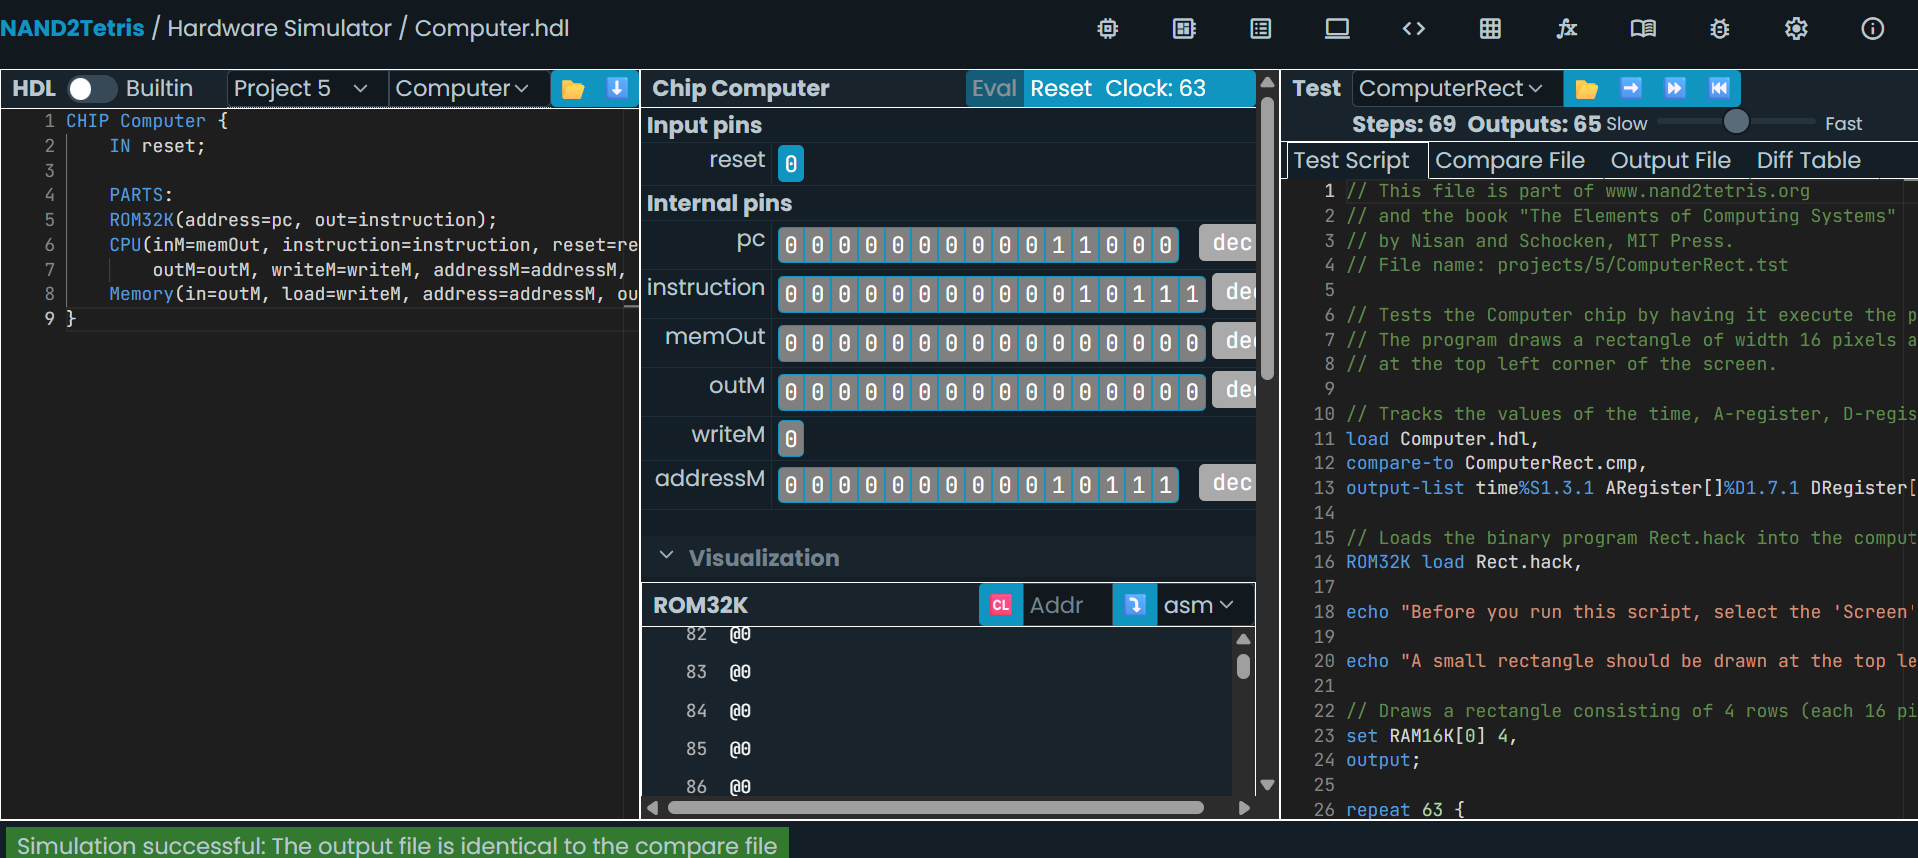 NAND2Tetris / Hardware Simulator / Computer.hdl
HDL Builtin Project 5 Computer
1 CHIP Computer {
2 IN reset;
3
4 PARTS:
5 ROM32K(address=pc, out=instruction);
6 CPU(inM=memOut, instruction=instruction, reset=re
7 outM=outM, writeM=writeM, addressM=addressM,
8 Memory(in=outM, load=writeM, address=addressM, ou
9 }
Chip Computer Eval Reset Clock: 63
Input pins
reset 0
Internal pins
pc 0 0 0 0 0 0 0 0 0 0 1 1 0 0 0 dec
instruction 0 0 0 0 0 0 0 0 0 0 0 1 0 1 1 1 dec
memOut 0 0 0 0 0 0 0 0 0 0 0 0 0 0 0 0 dec
outM 0 0 0 0 0 0 0 0 0 0 0 0 0 0 0 0 dec
writeM 0
addressM 0 0 0 0 0 0 0 0 0 0 1 0 1 1 1 dec
Visualization
ROM32K CL Addr asm
82 @0
83 @0
84 @0
85 @0
86 @0
Test ComputerRect
Steps: 69 Outputs: 65 Slow Fast
Test Script Compare File Output File Diff Table
1 // This file is part of www.nand2tetris.org
2 // and the book "The Elements of Computing Systems"
3 // by Nisan and Schocken, MIT Press.
4 // File name: projects/5/ComputerRect.tst
5
6 // Tests the Computer chip by having it execute the p
7 // The program draws a rectangle of width 16 pixels a
8 // at the top left corner of the screen.
9
10 // Tracks the values of the time, A-register, D-regis
11 load Computer.hdl,
12 compare-to ComputerRect.cmp,
13 output-list time%S1.3.1 ARegister[]%D1.7.1 DRegister[
14
15 // Loads the binary program Rect.hack into the comput
16 ROM32K load Rect.hack,
17
18 echo "Before you run this script, select the 'Screen'
19
20 echo "A small rectangle should be drawn at the top le
21
22 // Draws a rectangle consisting of 4 rows (each 16 pi
23 set RAM16K[0] 4,
24 output;
25
26 repeat 63 {
Simulation successful: The output file is identical to the compare file